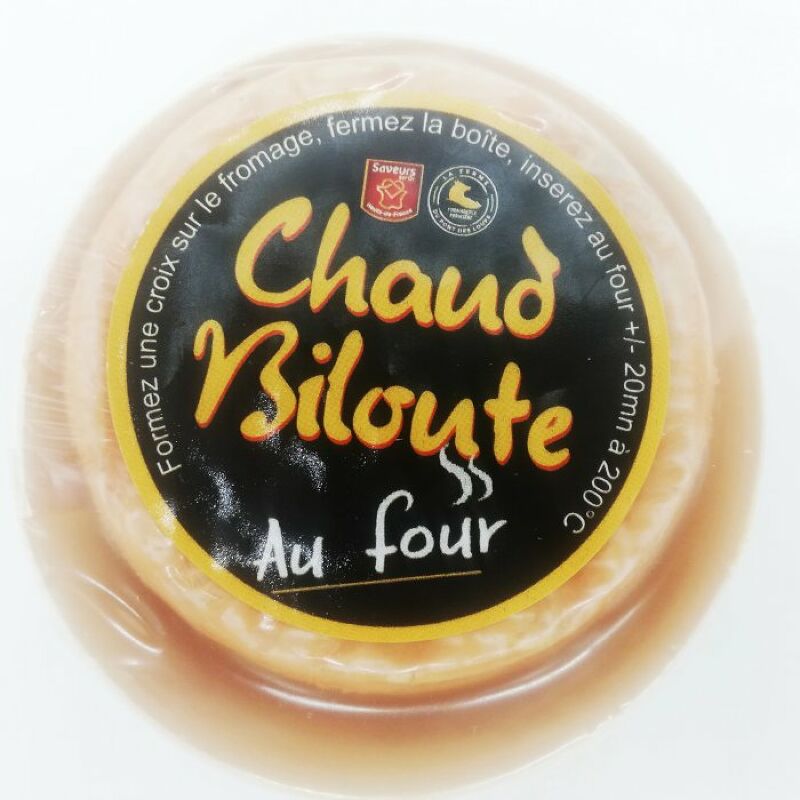 Formez une croix sur le fromage, fermez la boîte, inserez au four +/- 20mn à 200°C
Saveurs
Hauts-de-France
LA FERME
DU PONT DES LOUPS
Chaud
Biloute
Au four